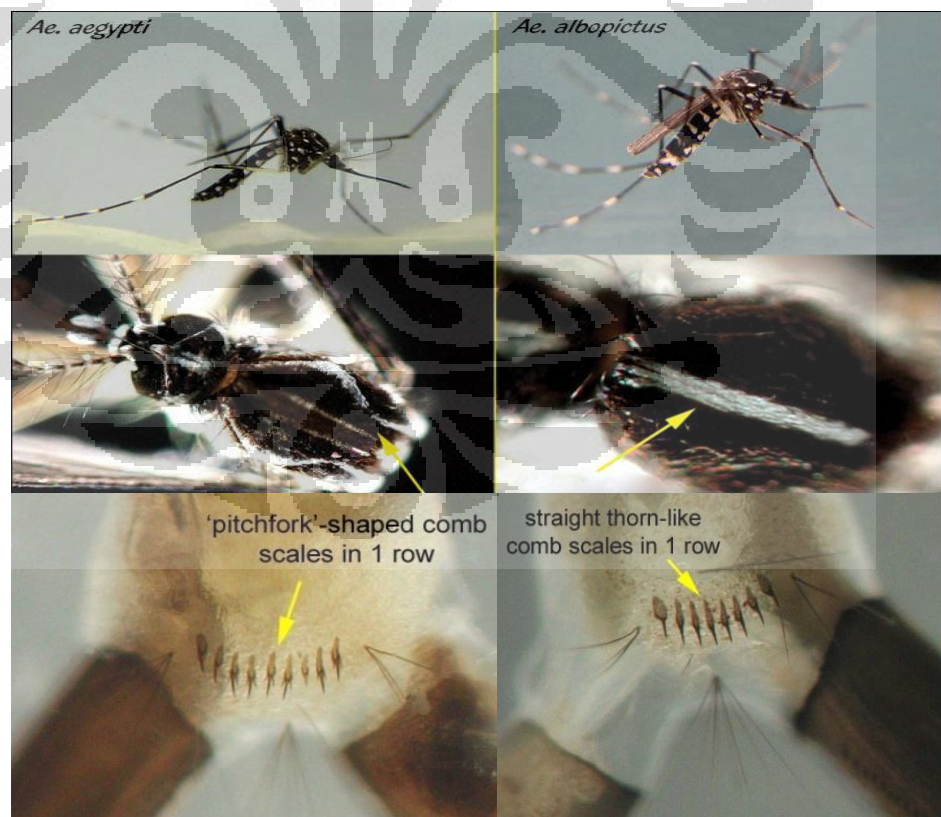 Ae. aegypti
Ae. albopictus
'pitchfork'-shaped comb
scales in 1 row
straight thorn-like
comb scales in 1 row